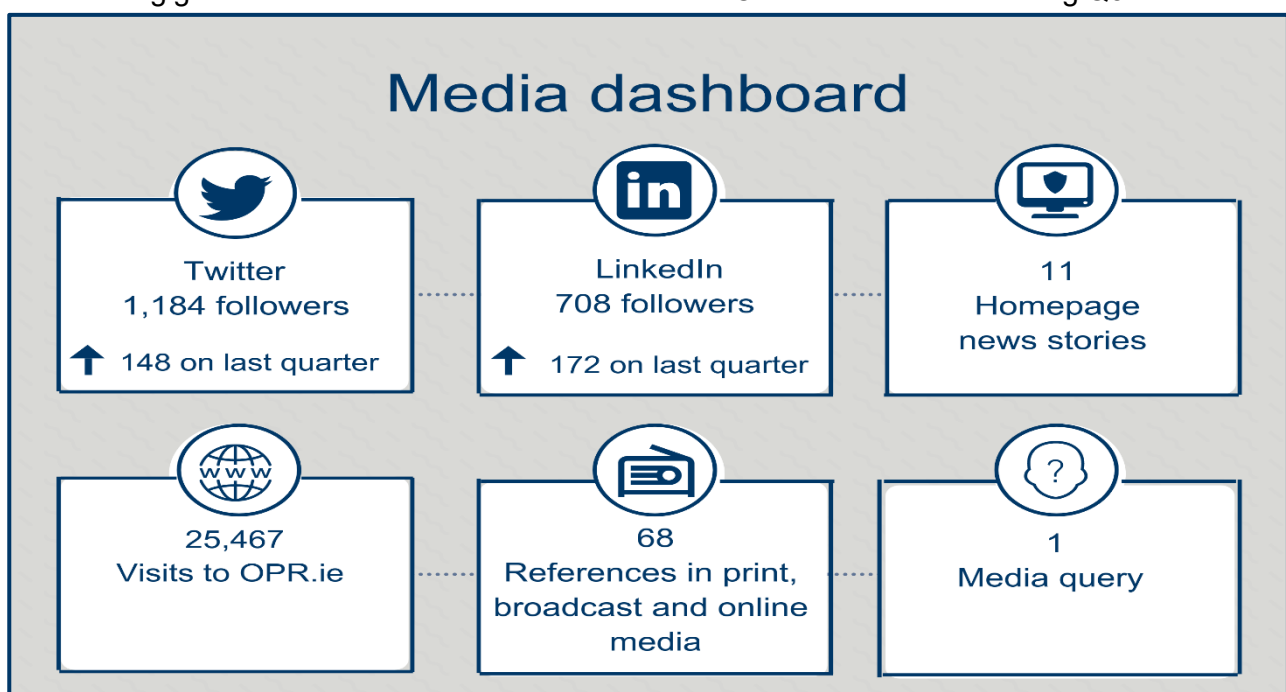 Media dashboard
in
Twitter
1,184 followers
148 on last quarter
LinkedIn
708 followers
172 on last quarter
11
Homepage
news stories
www
25,467
Visits to OPR.ie
68
References in print,
broadcast and online
media
?
1
Media query